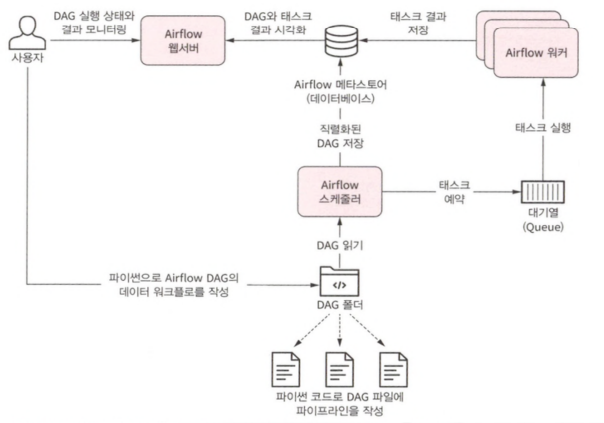 DAG 실행 상태와
결과 모니터링
Airflow
웹서버
DAG와 태스크
결과 시각화
태스크 결과
저장
Airflow 워커
사용자
Airflow 메타스토어
(데이터베이스)
직렬화된
DAG 저장
태스크 실행
Airflow
스케줄러
태스크
예약
대기열
(Queue)
DAG 읽기
파이썬으로 Airflow DAG의
데이터 워크플로를 작성
</>
DAG 폴더
파이썬 코드로 DAG 파일에
파이프라인을 작성